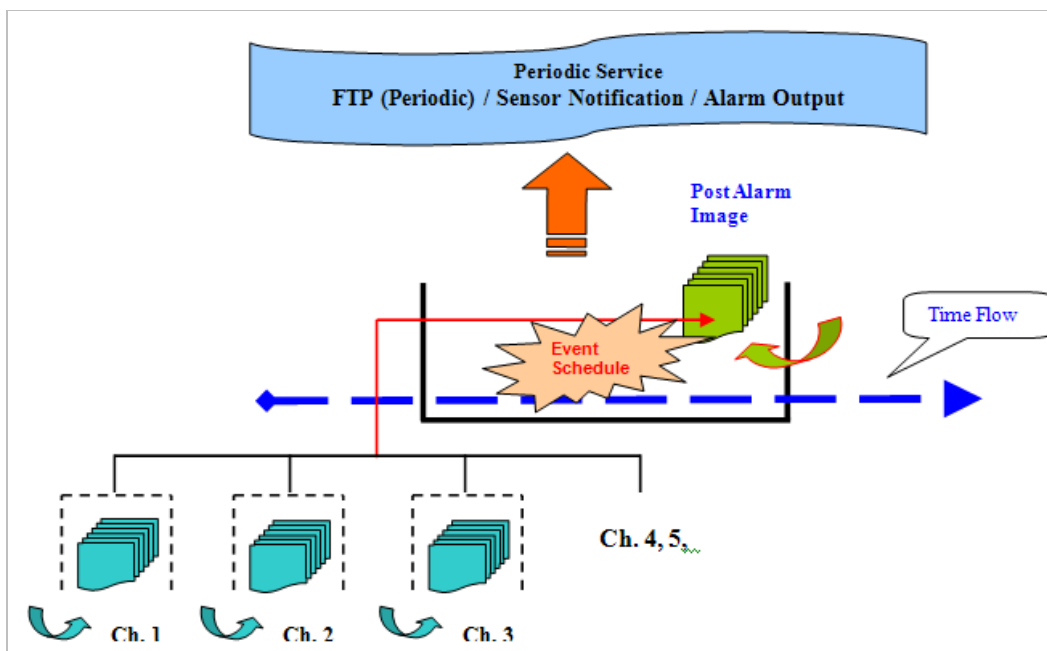 Periodic Service
FTP (Periodic) / Sensor Notification / Alarm Output
Post Alarm
Image
Time Flow
Event
Schedule
Ch. 4, 5,
Ch. 1
Ch. 2
Ch. 3